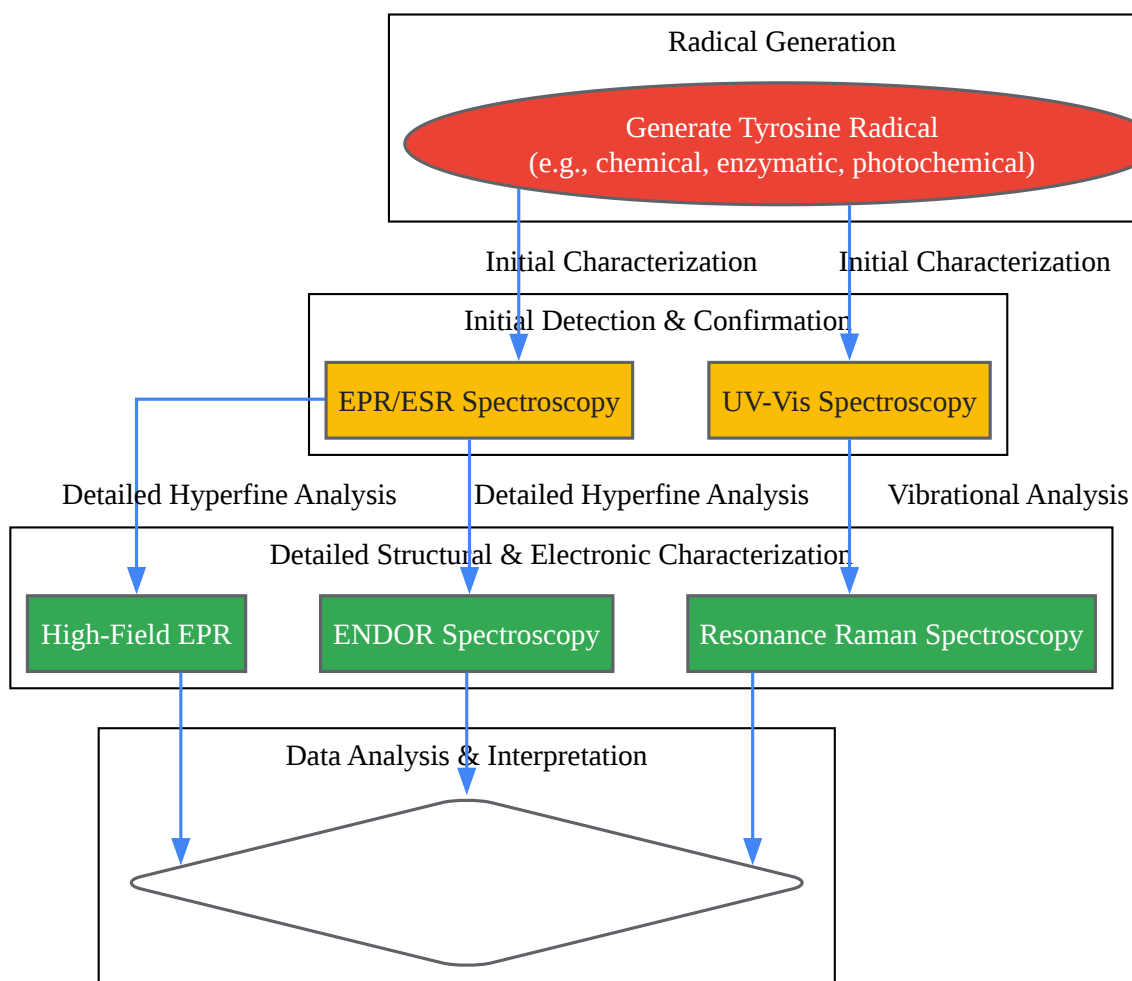 Radical Generation
Generate Tyrosine Radical
(e.g., chemical, enzymatic, photochemical)
Initial Characterization
Initial Characterization
Initial Detection & Confirmation
EPR/ESR Spectroscopy
UV-Vis Spectroscopy
Detailed Hyperfine Analysis
Detailed Hyperfine Analysis
Vibrational Analysis
Detailed Structural & Electronic Characterization
High-Field EPR
ENDOR Spectroscopy
Resonance Raman Spectroscopy
Data Analysis & Interpretation